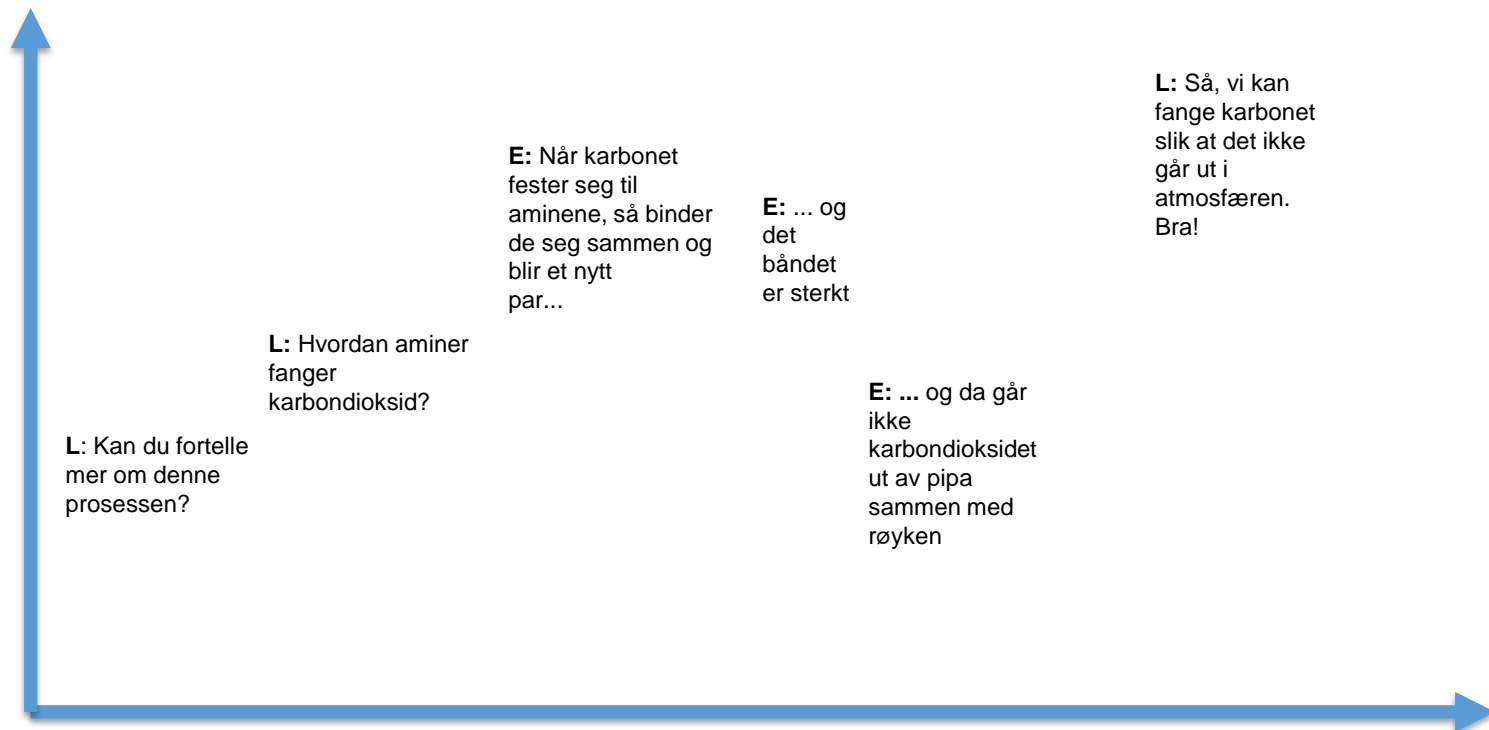 L: Kan du fortelle
mer om denne
prosessen?
L: Hvordan aminer
fanger
karbondioksid?
E: Når karbonet
fester seg til
aminene, så binder
de seg sammen og
blir et nytt
par...
E: ... og
det
båndet
er sterkt
E: ... og da går
ikke
karbondioksidet
ut av pipa
sammen med
røyken
L: Så, vi kan
fange karbonet
slik at det ikke
går ut i
atmosfæren.
Bra!